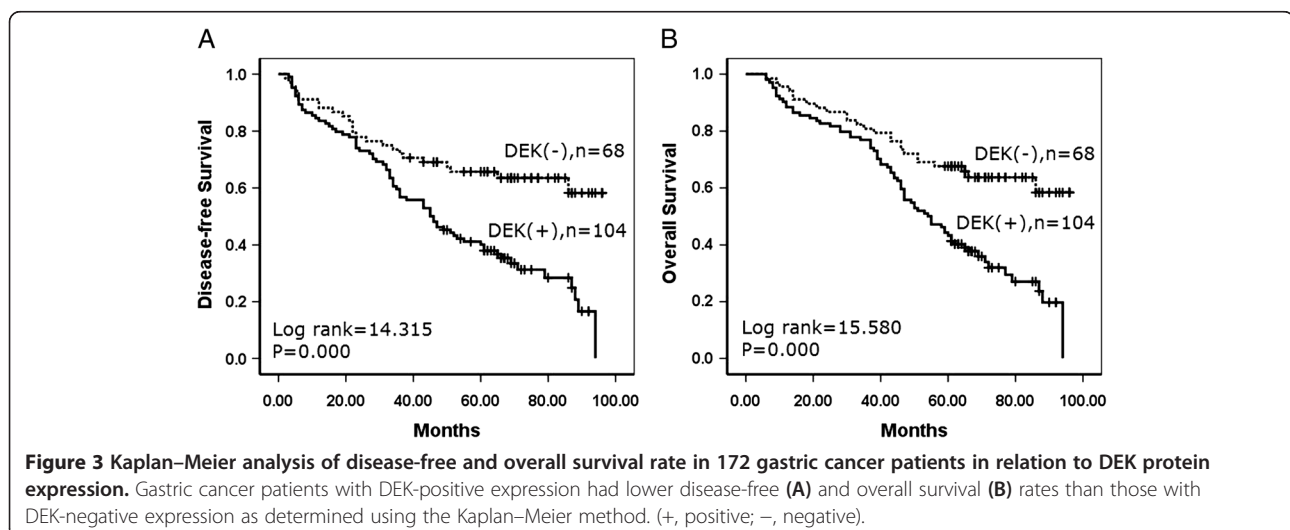 A
B
1.0
0.8
0.6
0.4
0.2
0.0
Disease-free Survival
DEK(-),n=68
DEK(+),n=104
Log rank=14.315
P=0.000
0.00 20.00 40.00 60.00 80.00 100.00
Months
1.0
0.8
0.6
0.4
0.2
0.0
Overall Survival
DEK(-),n=68
DEK(+),n=104
Log rank=15.580
P=0.000
0.00 20.00 40.00 60.00 80.00 100.00
Months
Figure 3 Kaplan–Meier analysis of disease-free and overall survival rate in 172 gastric cancer patients in relation to DEK protein
expression. Gastric cancer patients with DEK-positive expression had lower disease-free (A) and overall survival (B) rates than those with
DEK-negative expression as determined using the Kaplan–Meier method. (+, positive; −, negative).